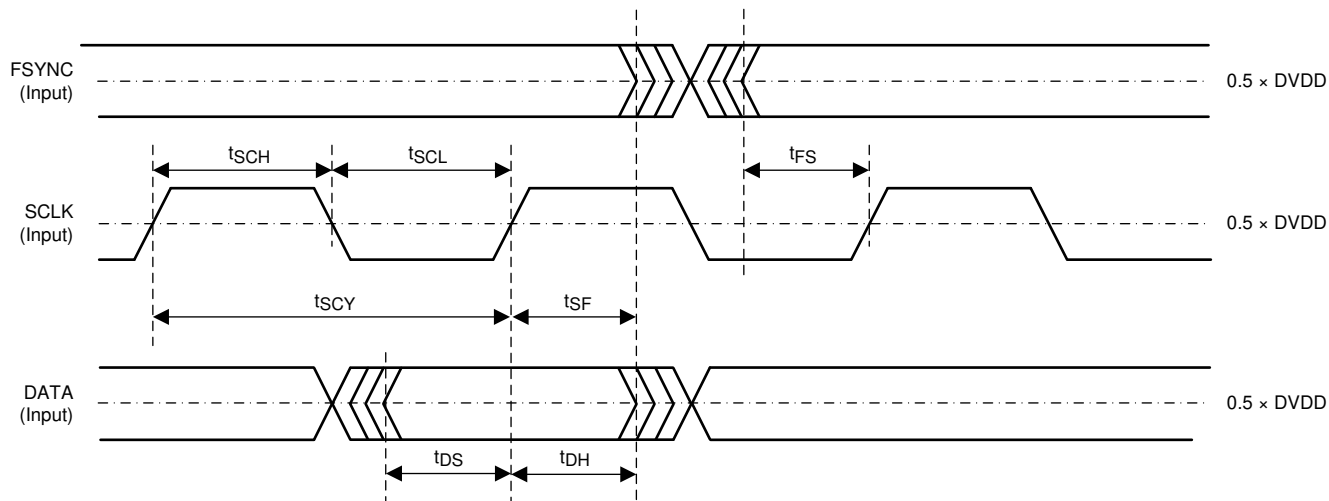 FSYNC
(Input)
0.5 × DVDD
tSCH
tSCL
tFS
SCLK
(Input)
0.5 × DVDD
tSCY
tSF
DATA
(Input)
0.5 × DVDD
tDS
tDH